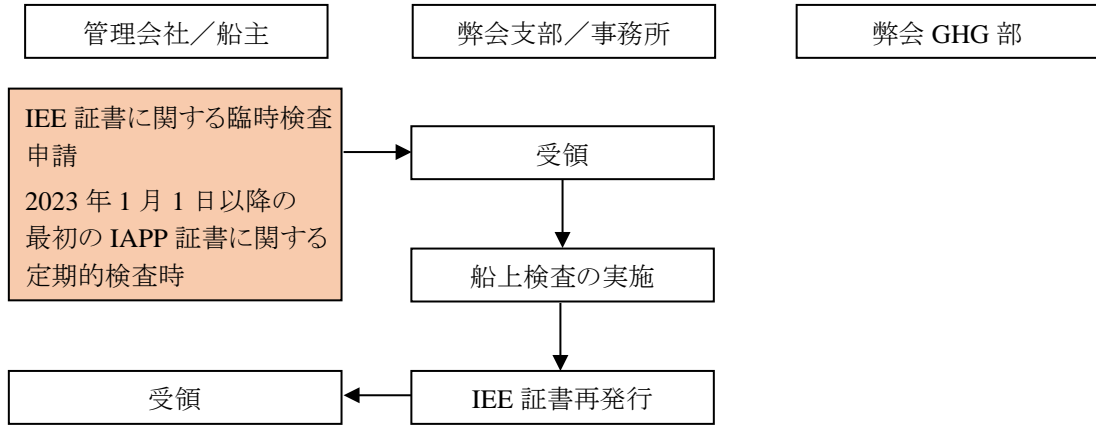 管理会社／船主
弊会支部／事務所
弊会 GHG 部
IEE 証書に関する臨時検査
申請
2023 年 1 月 1 日以降の
最初の IAPP 証書に関する
定期的検査時
受領
船上検査の実施
受領
IEE 証書再発行